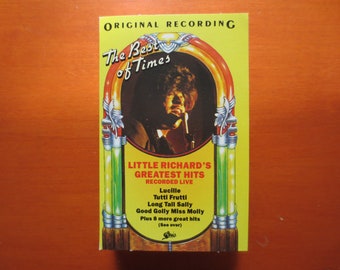 ORIGINAL RECORDING
The Best
of Times
LITTLE RICHARD'S
GREATEST HITS
RECORDED LIVE
Lucille
Tutti Frutti
Long Tall Sally
Good Golly Miss Molly
Plus 8 more great hits
(See over)
Epic